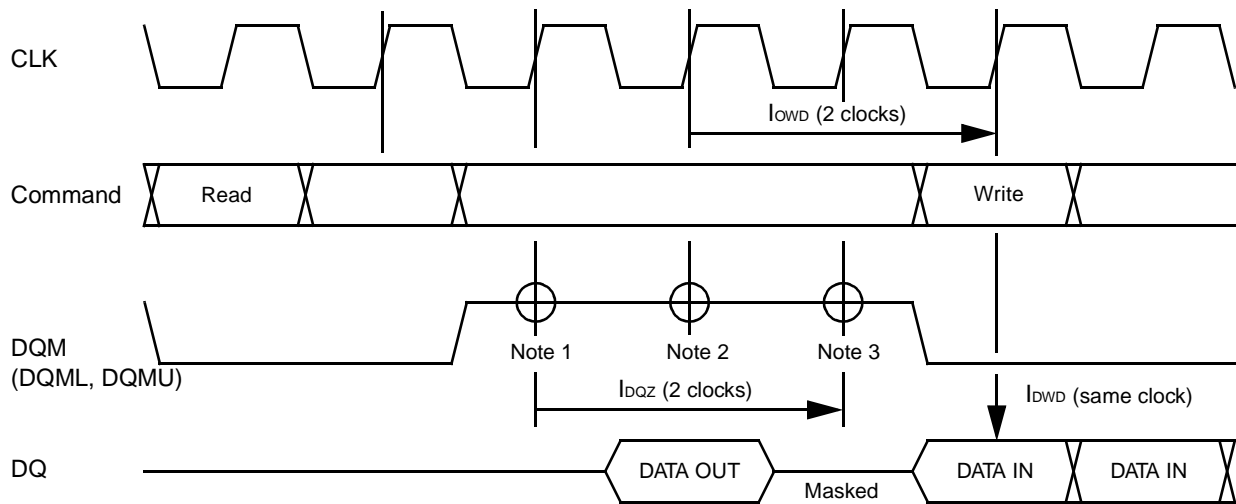 CLK
IOWD (2 clocks)
Command
Read
Write
DQM
(DQML, DQMU)
Note 1
Note 2
Note 3
IDQZ (2 clocks)
IDWD (same clock)
DQ
DATA OUT
Masked
DATA IN
DATA IN